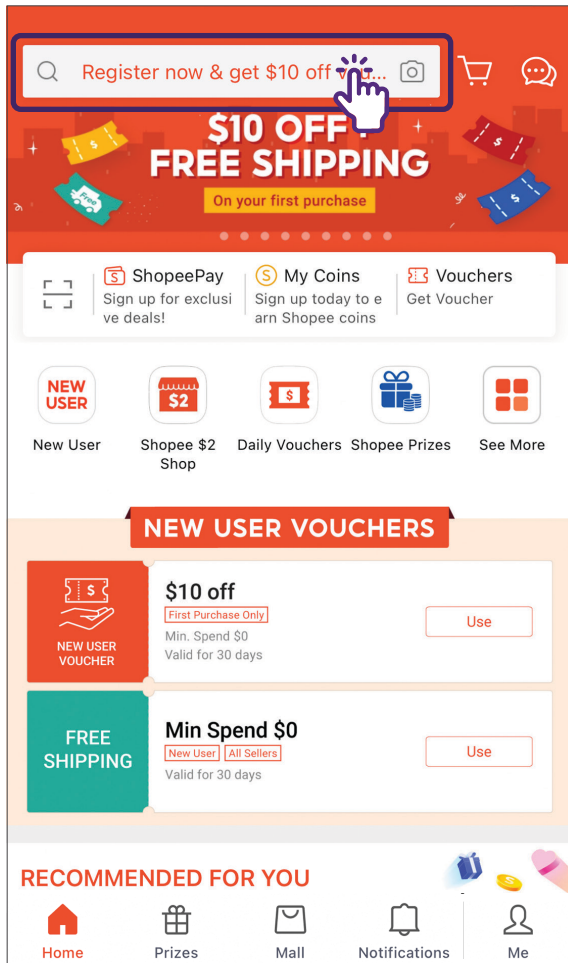 Register now & get $10 off vou...
$10 OFF +
FREE SHIPPING
On your first purchase
Free
$
$
$
S ShopeePay
Sign up for exclusi
ve deals!
S My Coins
Sign up today to e
arn Shopee coins
Vouchers
Get Voucher
NEW
USER
$2
$
New User
Shopee $2
Shop
Daily Vouchers
Shopee Prizes
See More
NEW USER VOUCHERS
$
NEW USER
VOUCHER
$10 off
First Purchase Only
Min. Spend $0
Valid for 30 days
Use
FREE
SHIPPING
Min Spend $0
New User All Sellers
Valid for 30 days
Use
RECOMMENDED FOR YOU
Home
Prizes
Mall
Notifications
Me